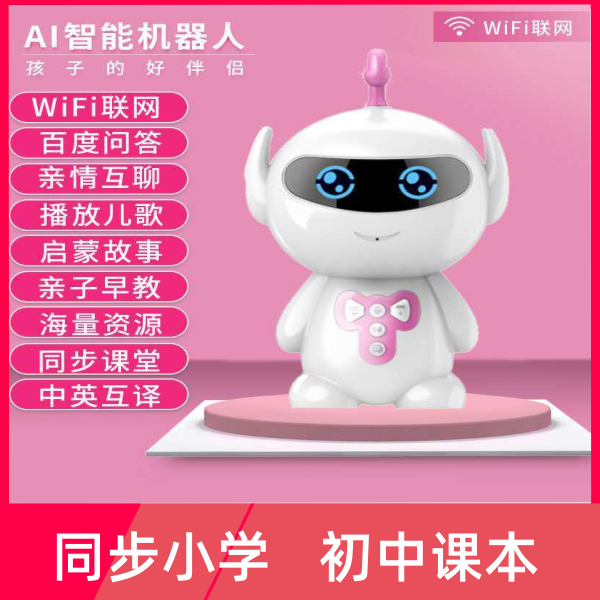 AI智能机器人
孩子的好伴侣
WiFi联网
WiFi联网
百度问答
亲情互聊
播放儿歌
启蒙故事
亲子早教
海量资源
同步课堂
中英互译
同步小学 初中课本